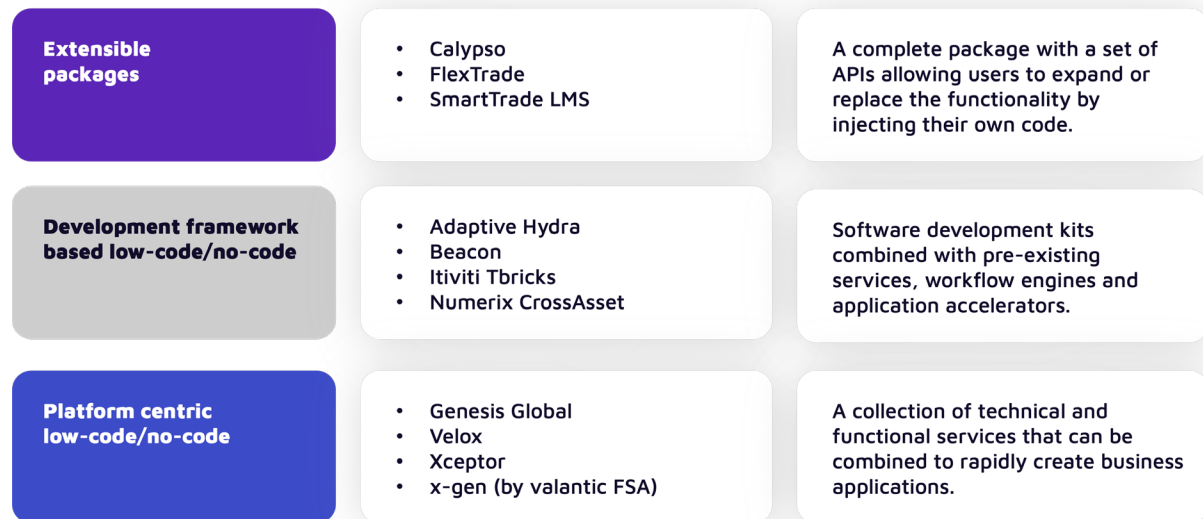 Extensible
packages
• Calypso
• FlexTrade
• SmartTrade LMS
A complete package with a set of
APIs allowing users to expand or
replace the functionality by
injecting their own code.
Development framework
based low-code/no-code
• Adaptive Hydra
• Beacon
• Itiviti Tbricks
• Numerix CrossAsset
Software development kits
combined with pre-existing
services, workflow engines and
application accelerators.
Platform centric
low-code/no-code
• Genesis Global
• Velox
• Xceptor
• x-gen (by valantic FSA)
A collection of technical and
functional services that can be
combined to rapidly create business
applications.